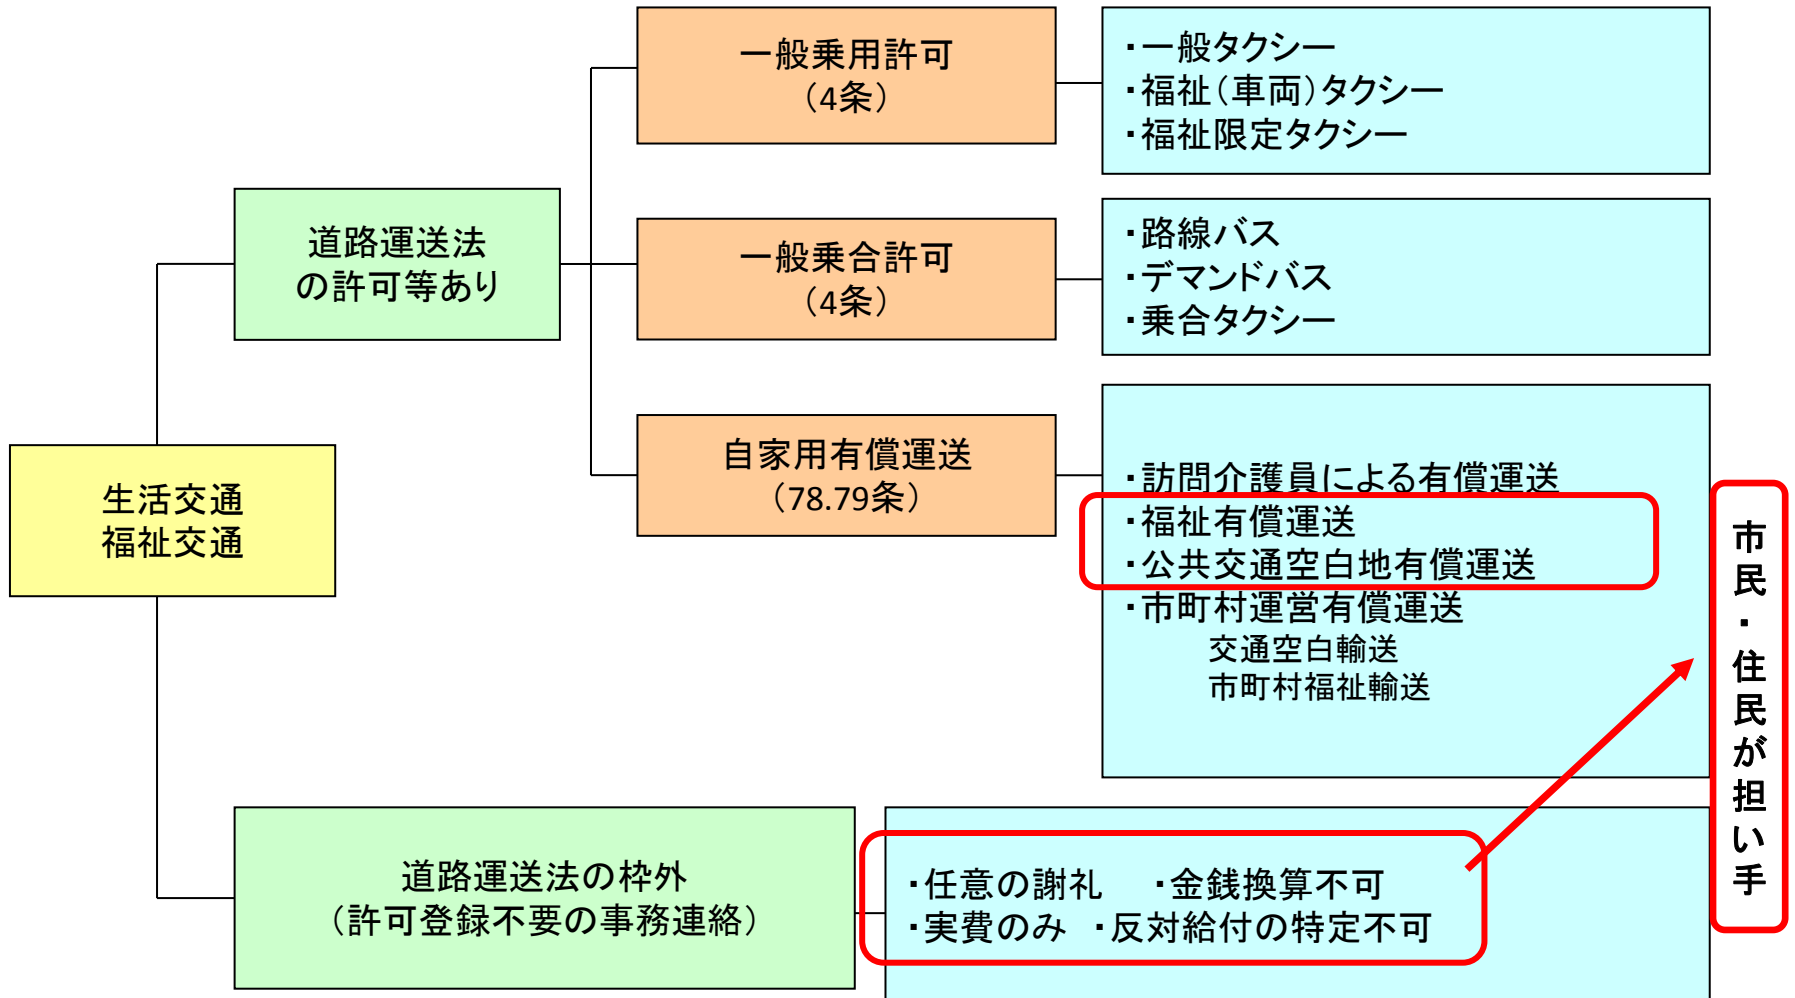 一般乗用許可
（4条）
・一般タクシー
・福祉（車両）タクシー
・福祉限定タクシー
道路運送法
の許可等あり
一般乗合許可
（4条）
・路線バス
・デマンドバス
・乗合タクシー
生活交通
福祉交通
自家用有償運送
（78.79条）
・訪問介護員による有償運送
・福祉有償運送
・公共交通空白地有償運送
・市町村運営有償運送
交通空白輸送
市町村福祉輸送
市民・住民が担い手
道路運送法の枠外
（許可登録不要の事務連絡）
・任意の謝礼　・金銭換算不可
・実費のみ　・反対給付の特定不可